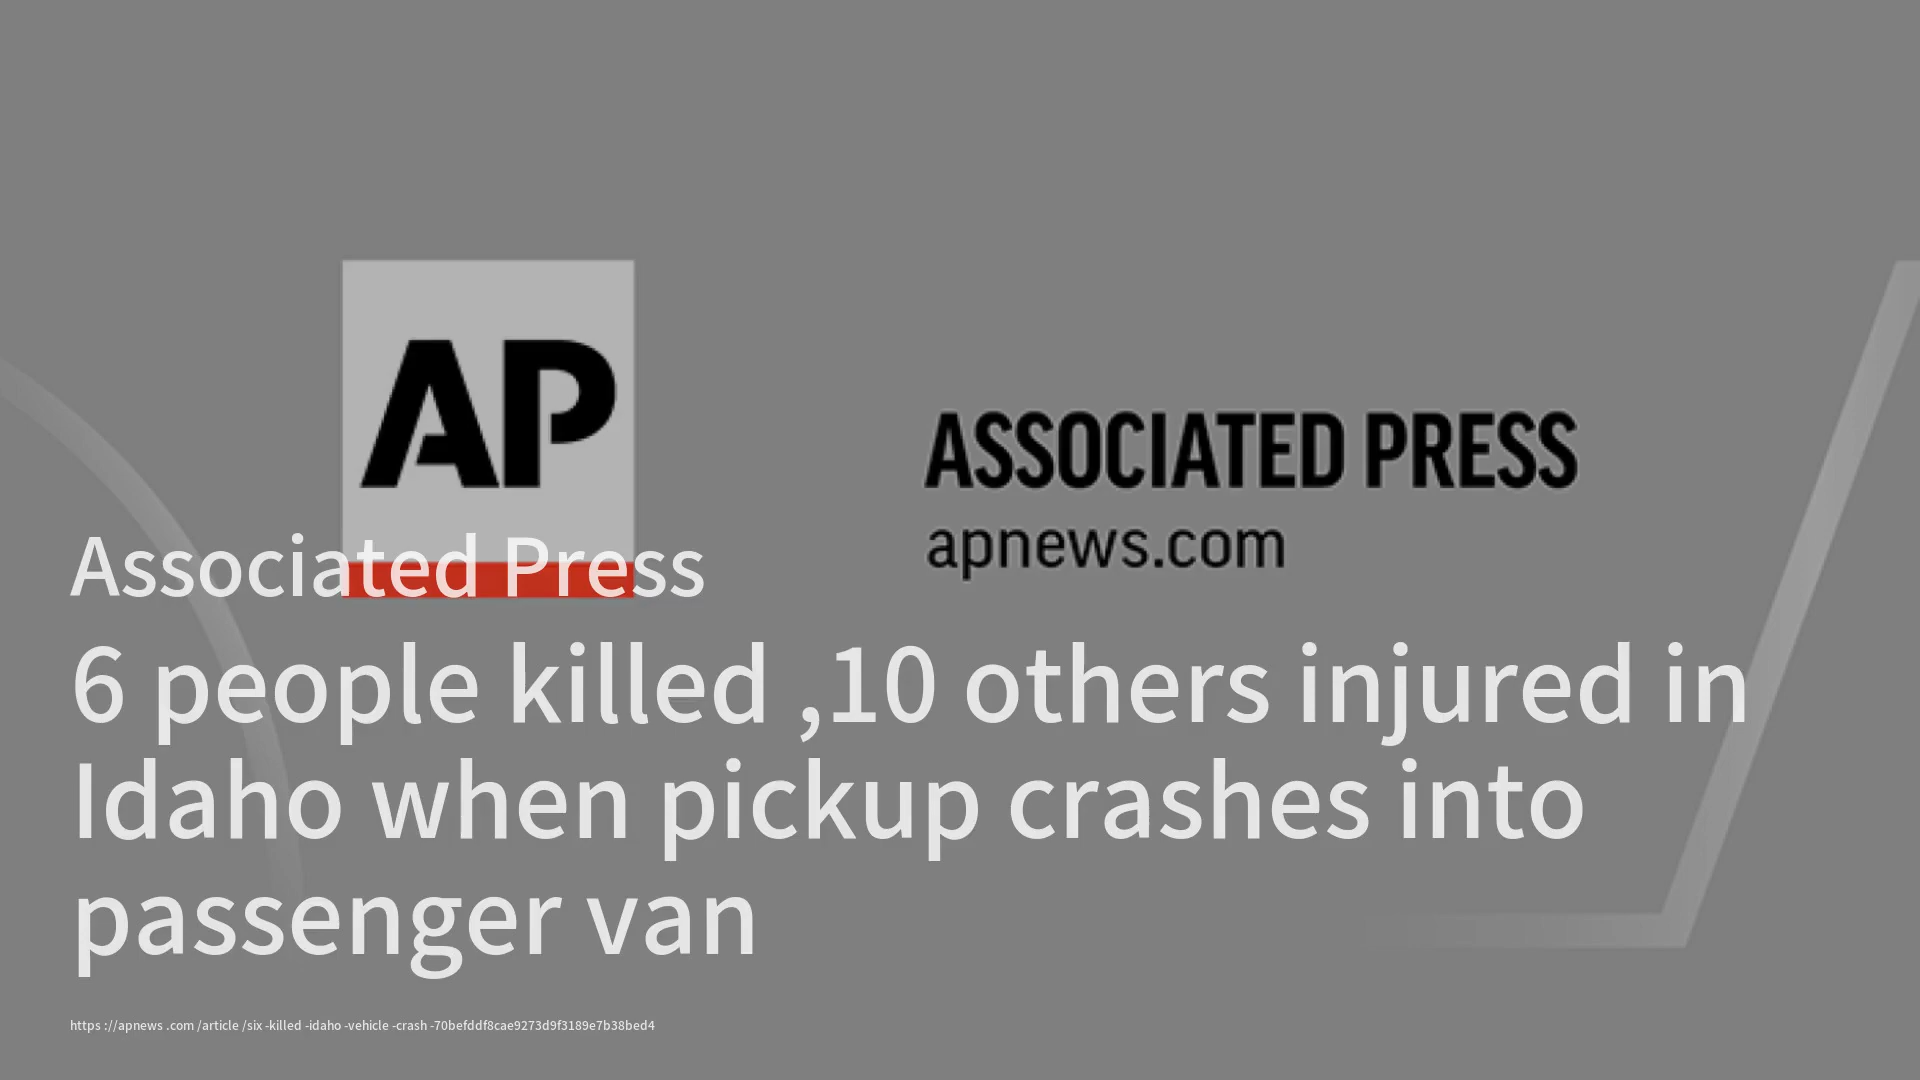 AP
ASSOCIATED PRESS
apnews.com
Associated Press
6 people killed ,10 others injured in
Idaho when pickup crashes into
passenger van
https ://apnews .com /article /six -killed -idaho -vehicle -crash -70befddf8cae9273d9f3189e7b38bed4